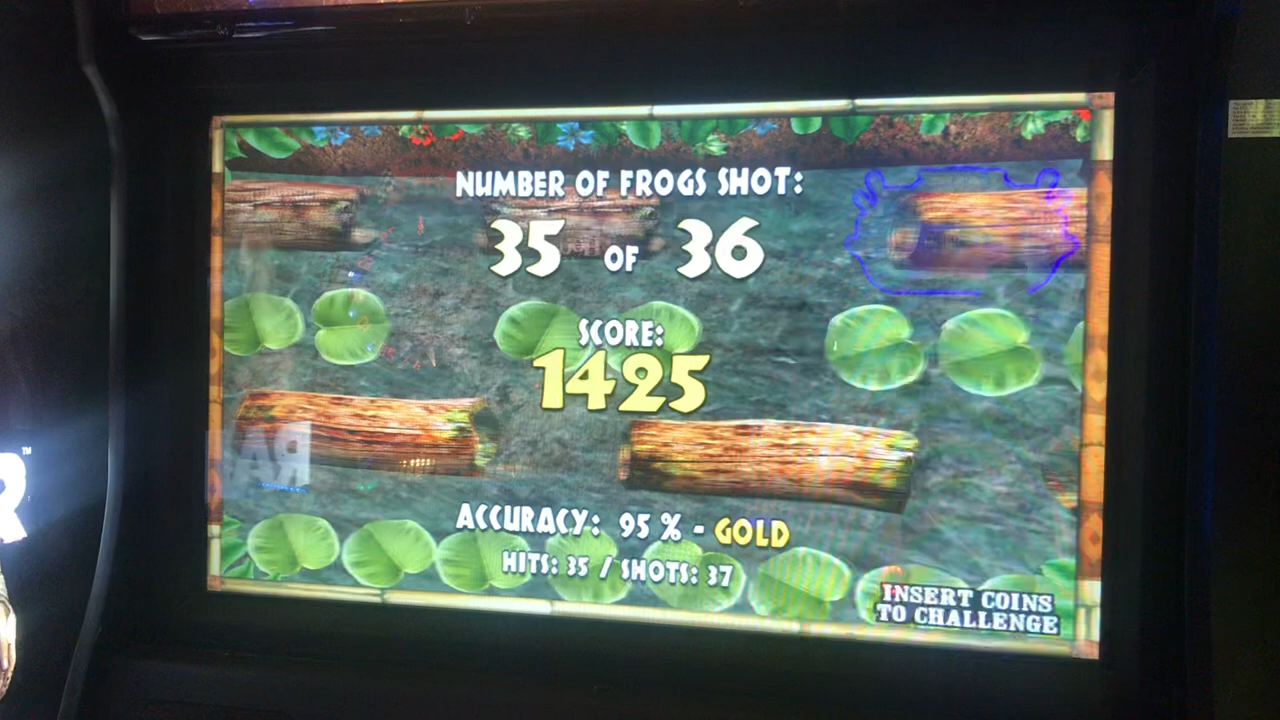 NUMBER OF FROGS SHOT:
35 OF 36
SCORE:
1425
ACCURACY: 95 % - GOLD
HITS: 35 / SHOTS: 37
INSERT COINS
TO CHALLENGE
R™